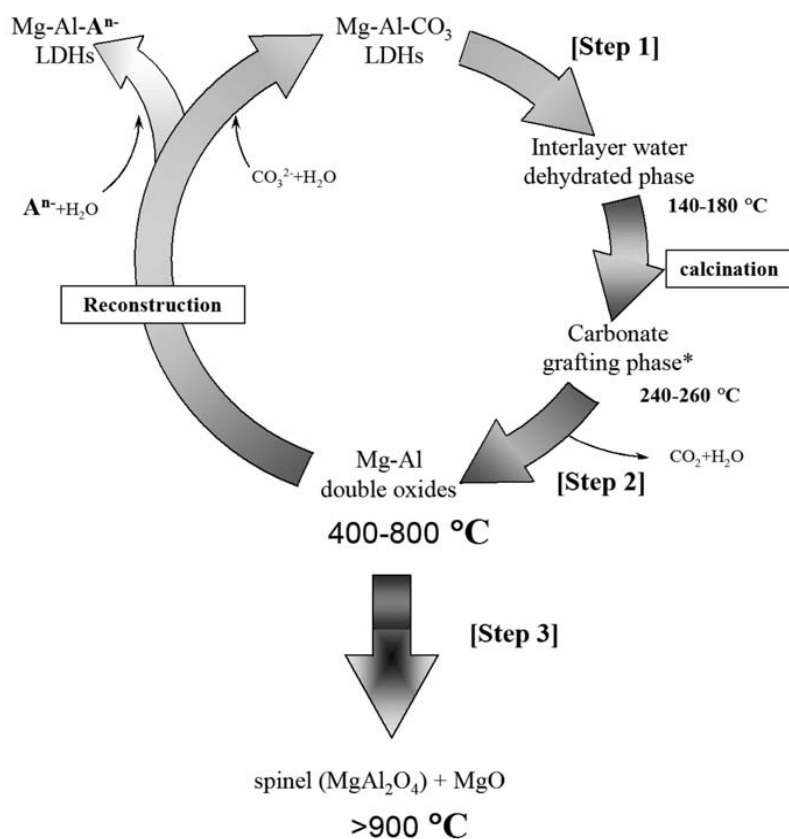 Mg-Al-Aⁿ⁻
LDHs
Mg-Al-CO₃
LDHs
[Step 1]
Interlayer water
dehydrated phase
140-180 °C
CO₃²⁻+H₂O
Aⁿ⁻+H₂O
calcination
Reconstruction
Carbonate
grafting phase*
240-260 °C
CO₂+H₂O
[Step 2]
Mg-Al
double oxides
400-800 °C
[Step 3]
spinel (MgAl₂O₄) + MgO
>900 °C